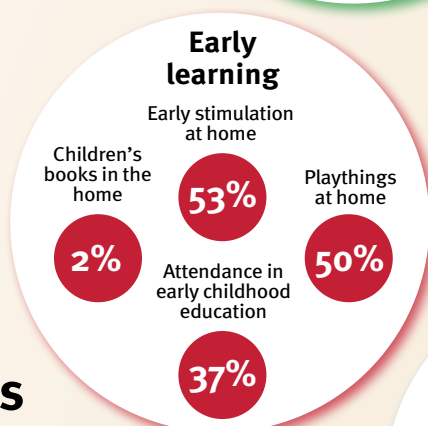 Early
learning
Early stimulation
at home
53%
Children's
books in the
home
2%
Playthings
at home
50%
Attendance in
early childhood
education
37%
s